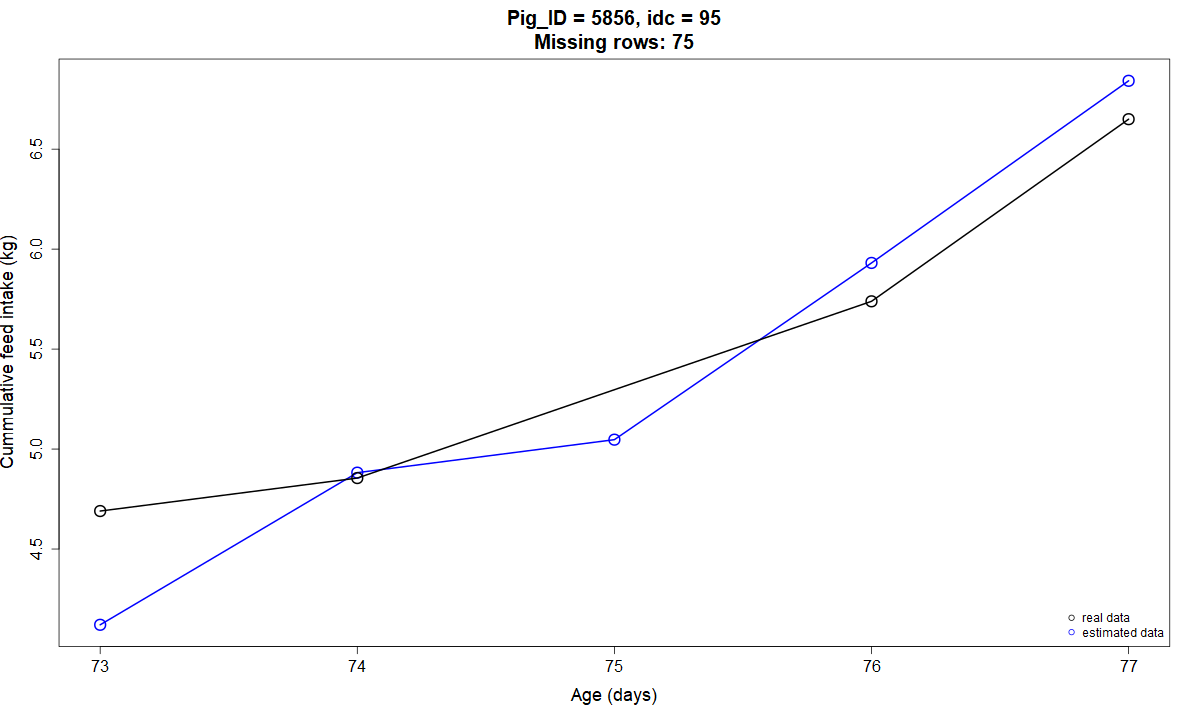 Pig_ID = 5856, idc = 95
Missing rows: 75
Cummulative feed intake (kg)
6.5
6.0
5.5
5.0
4.5
real data
estimated data
73 74 75 76 77
Age (days)